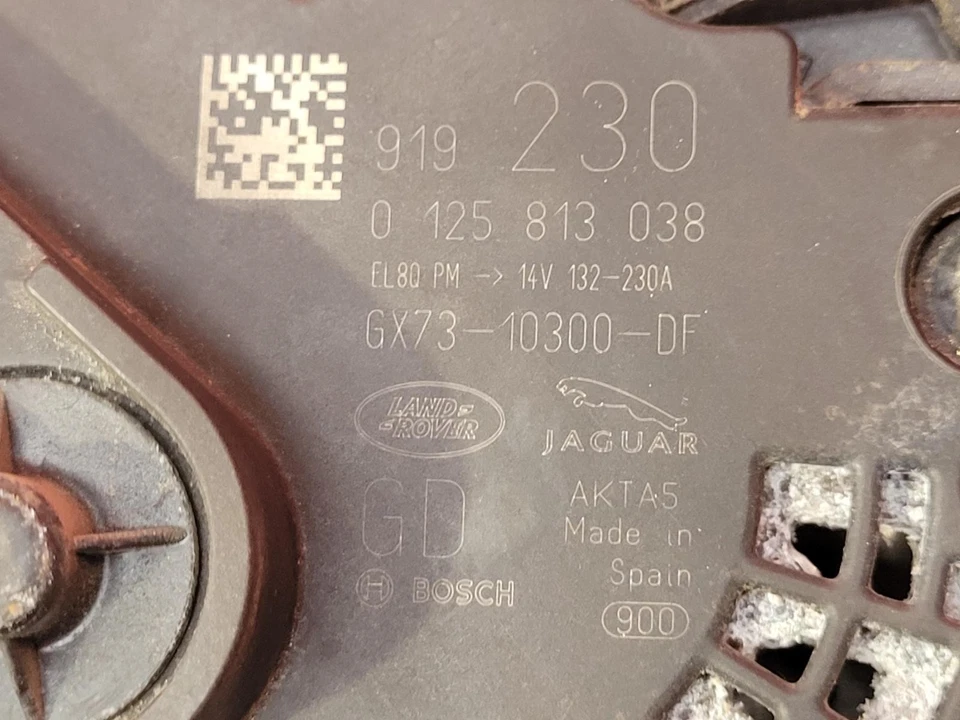 919 230
0 125 813 038
EL8Q PM -> 14V 132-230A
GX73-10300-DF
LAND-
-ROVER
JAGUAR
GD
AKTA5
Made in
Spain
H BOSCH
900